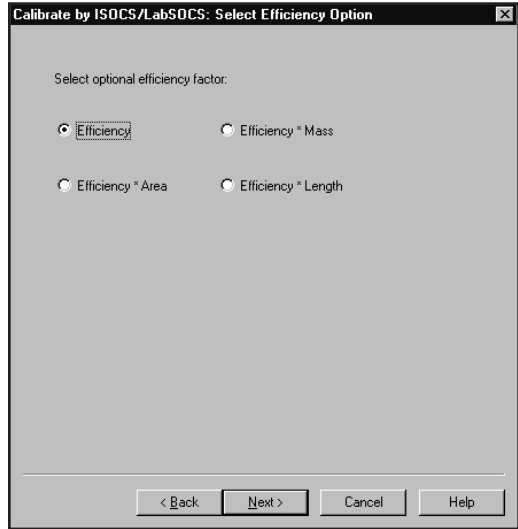 Calibrate by ISOCS/LabSOCS: Select Efficiency Option
Select optional efficiency factor:
Efficiency Efficiency * Mass
Efficiency * Area Efficiency * Length
< Back Next > Cancel Help